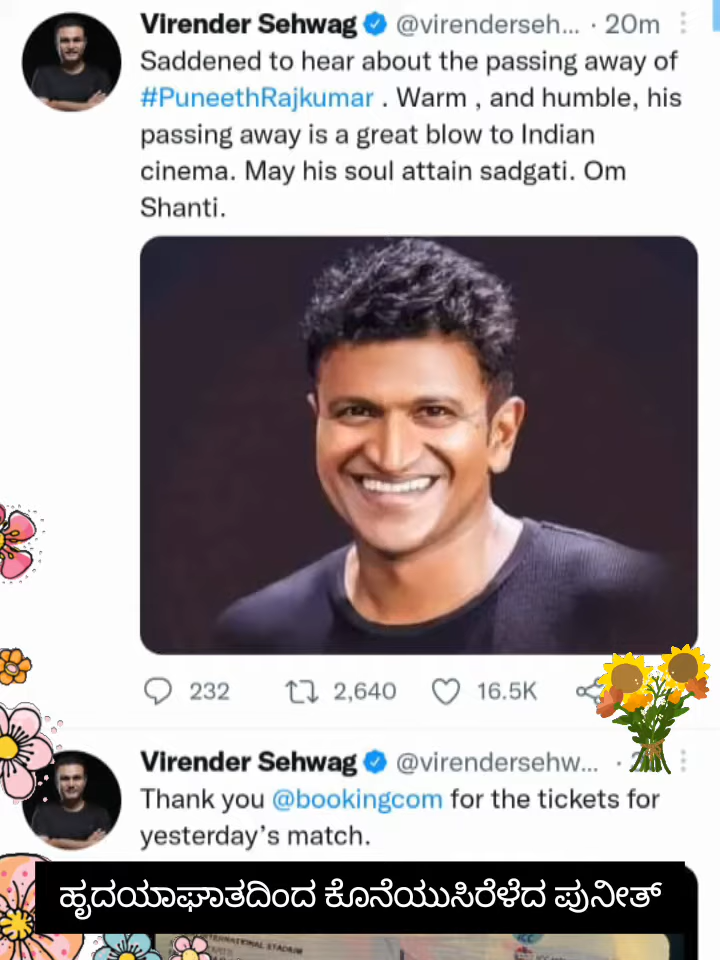 Virender Sehwag @virenderseh... · 20m
Saddened to hear about the passing away of
#PuneethRajkumar . Warm , and humble, his
passing away is a great blow to Indian
cinema. May his soul attain sadgati. Om
Shanti.
232 2,640 16.5K
Virender Sehwag @virendersehw... ·
Thank you @bookingcom for the tickets for
yesterday's match.
ಹೃದಯಾಘಾತದಿಂದ ಕೊನೆಯುಸಿರೆಳೆದ ಪುನೀತ್